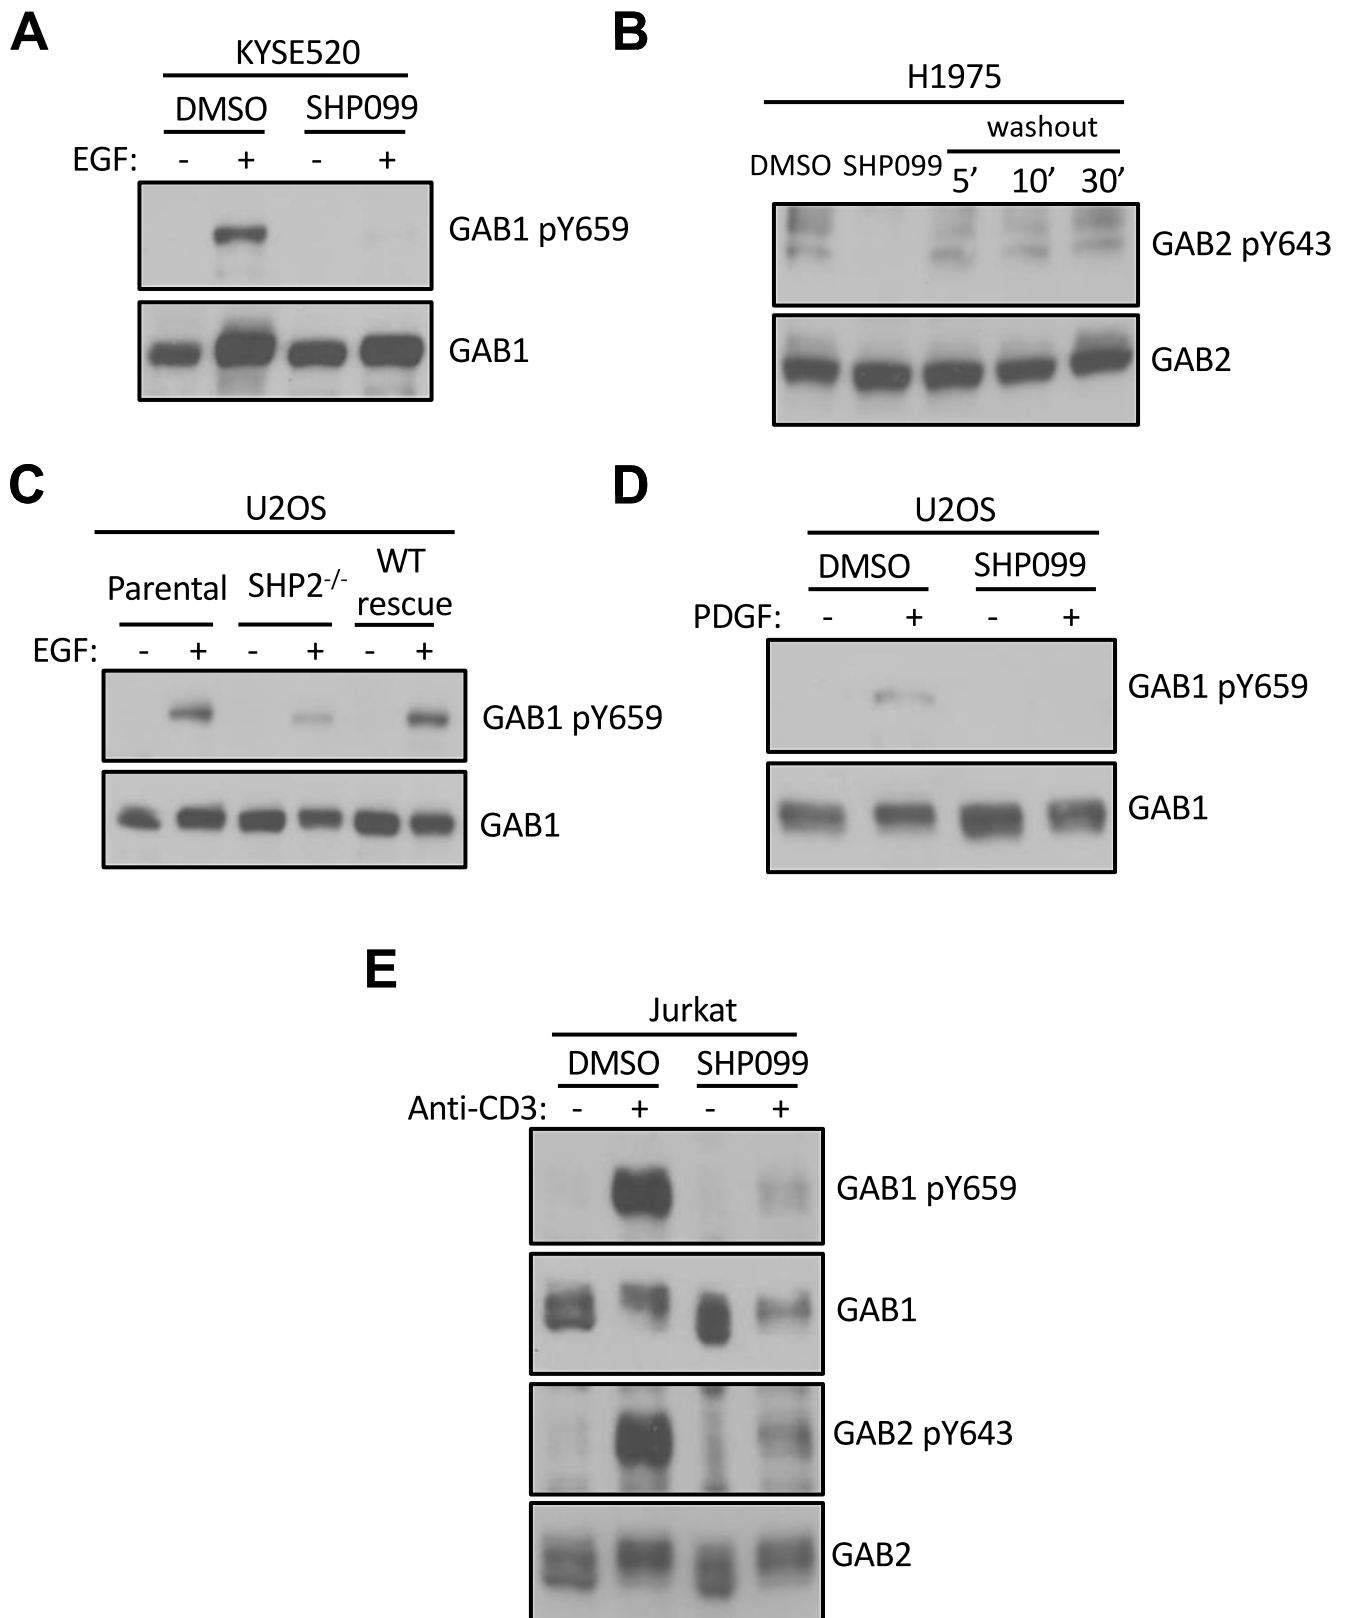 A
KYSE520
DMSO SHP099
EGF: - + - +
GAB1 pY659
GAB1
B
H1975
washout
DMSO SHP099 5’ 10’ 30’
GAB2 pY643
GAB2
C
U2OS
Parental SHP2-/- WT rescue
EGF: - + - + - +
GAB1 pY659
GAB1
D
U2OS
DMSO SHP099
PDGF: - + - +
GAB1 pY659
GAB1
E
Jurkat
DMSO SHP099
Anti-CD3: - + - +
GAB1 pY659
GAB1
GAB2 pY643
GAB2